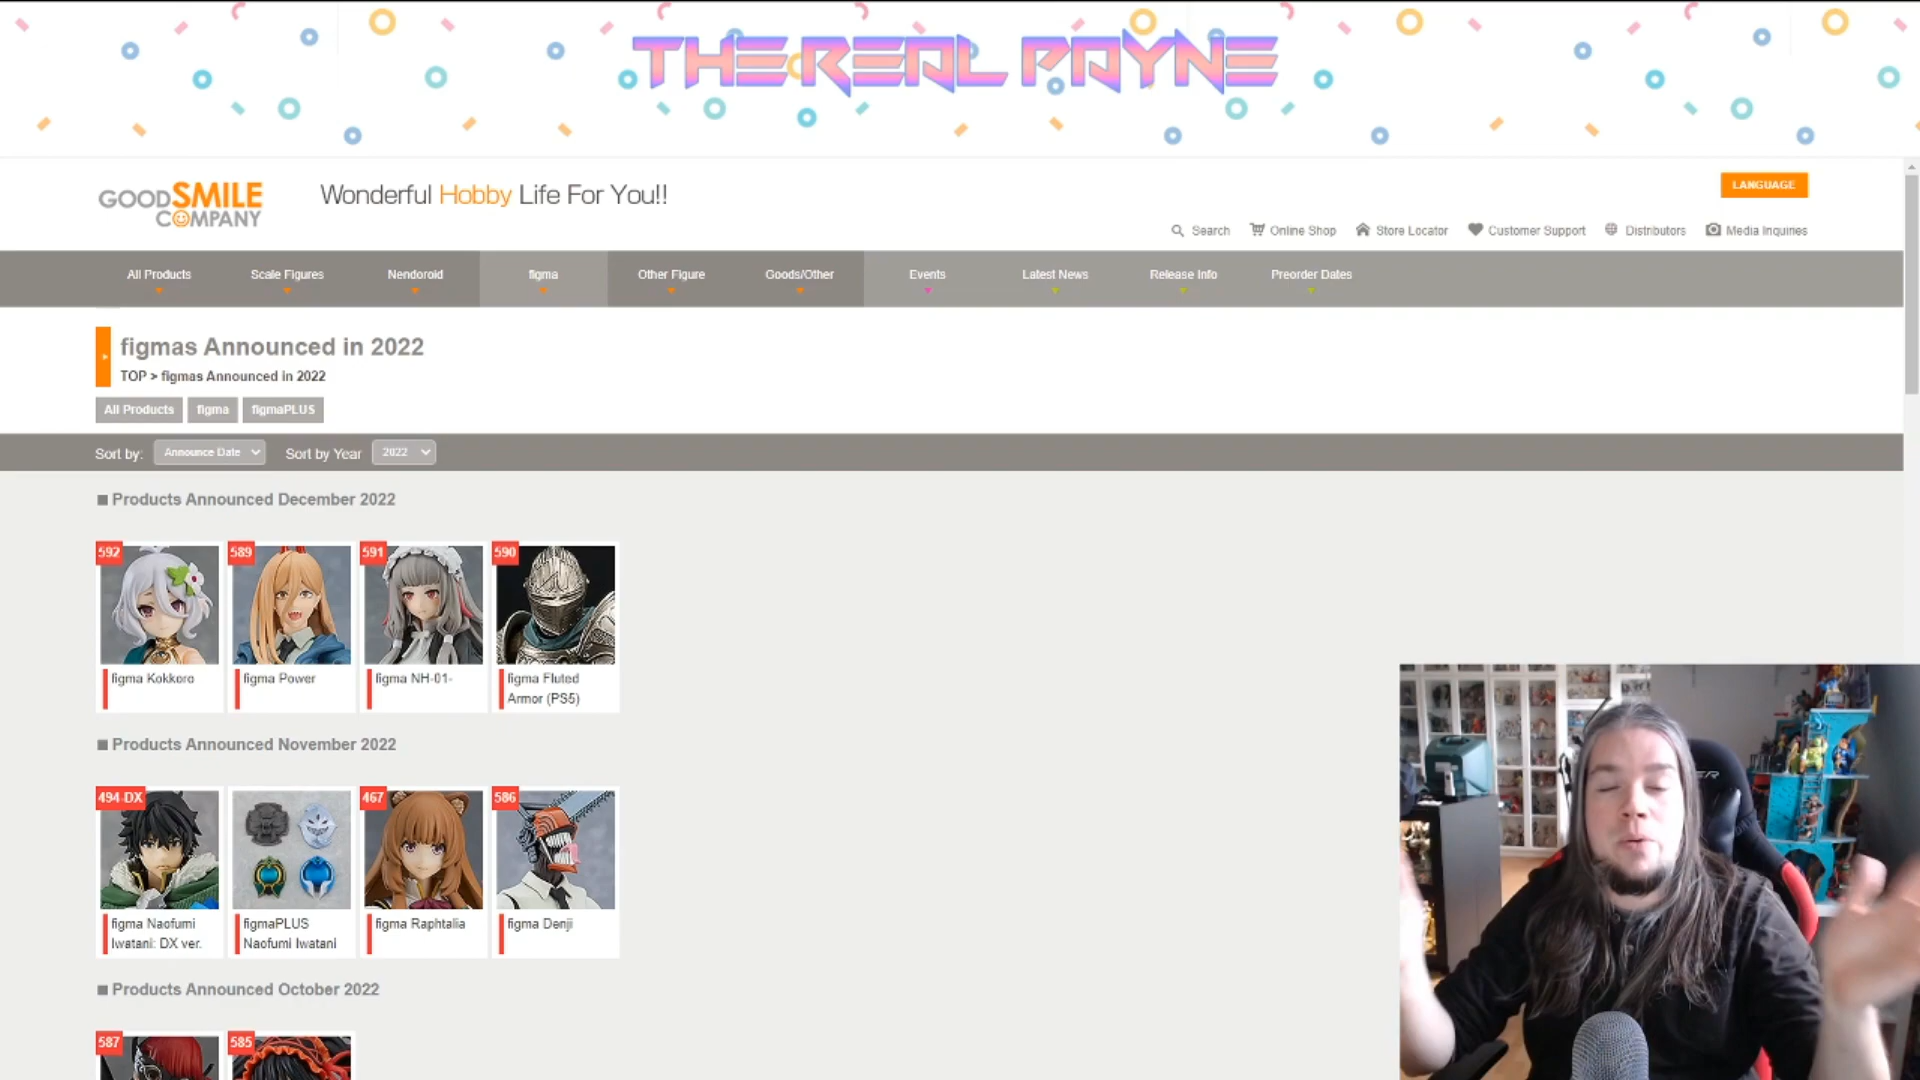 THEREAL PAYNE
GOODSMILE COMPANY
Wonderful Hobby Life For You!!
LANGUAGE
Search
Online Shop
Store Locator
Customer Support
Distributors
Media Inquiries
All Products
Scale Figures
Nendoroid
figma
Other Figure
Goods/Other
Events
Latest News
Release Info
Preorder Dates
figmas Announced in 2022
TOP > figmas Announced in 2022
All Products
figma
figmaPLUS
Sort by:
Announce Date
Sort by Year
2022
Products Announced December 2022
592
589
591
590
figma Kokkoro
figma Power
figma NH-01-
figma Fluted
Armor (PS5)
Products Announced November 2022
494-DX
467
586
figma Naofumi
Iwatani: DX ver.
figmaPLUS
Naofumi Iwatani
figma Raphtalia
figma Denji
Products Announced October 2022
587
585